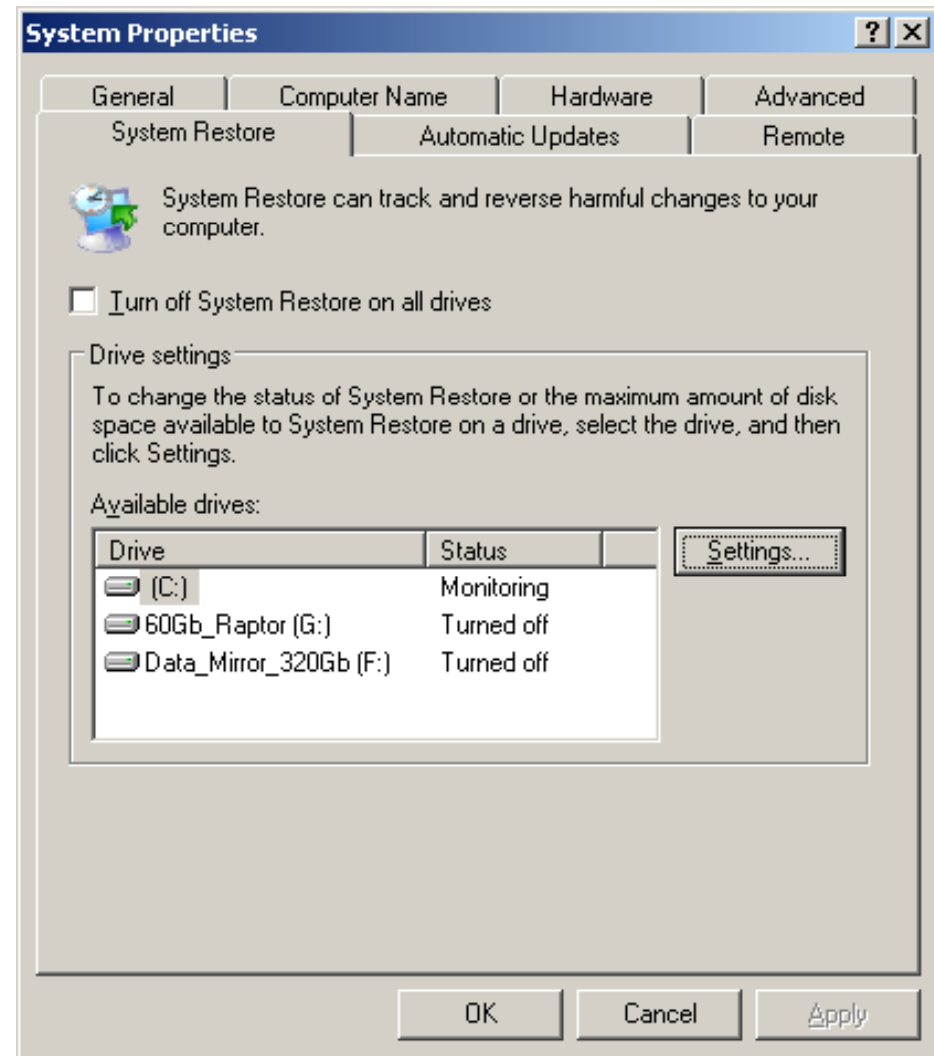 System Properties
General
Computer Name
Hardware
Advanced
System Restore
Automatic Updates
Remote
System Restore can track and reverse harmful changes to your
computer.
Turn off System Restore on all drives
Drive settings
To change the status of System Restore or the maximum amount of disk
space available to System Restore on a drive, select the drive, and then
click Settings.
Available drives:
Drive Status
(C:) Monitoring
60Gb_Raptor (G:) Turned off
Data_Mirror_320Gb (F:) Turned off
Settings...
OK
Cancel
Apply